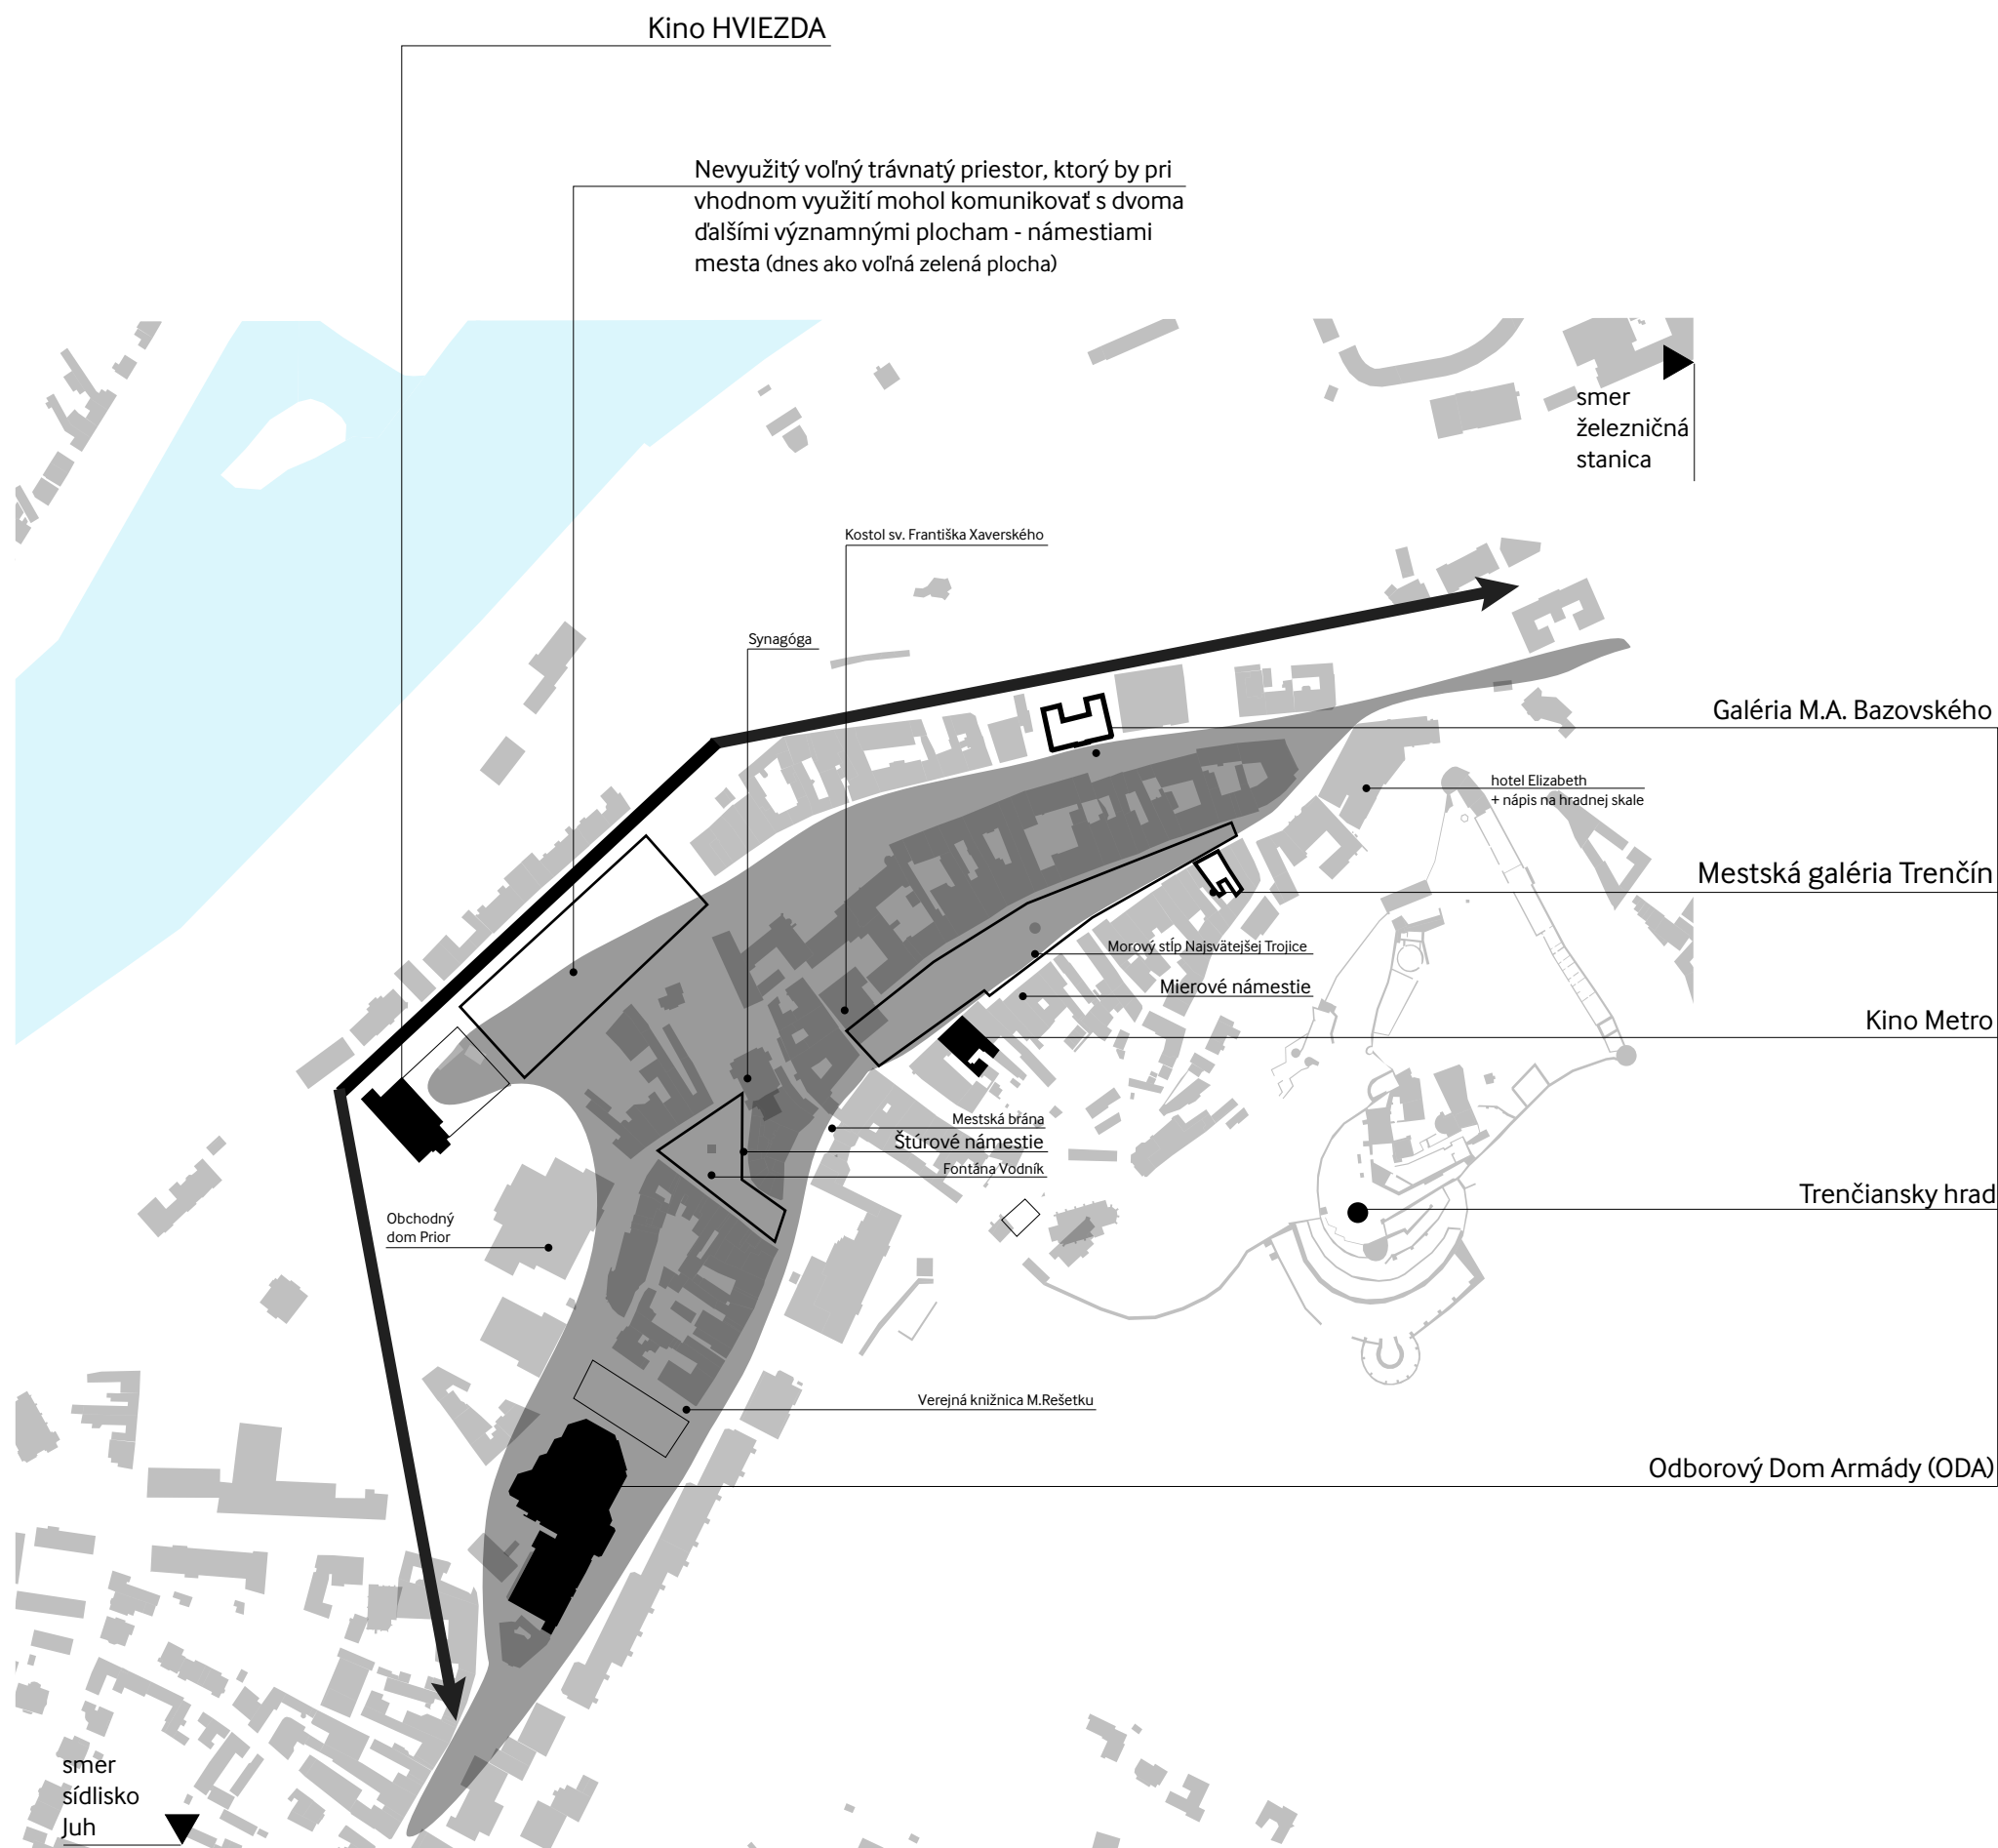 Kino HVIEZDA
Nevyužitý voľný trávnatý priestor, ktorý by pri
vhodnom využití mohol komunikovať s dvoma
ďalšími významnými plocham - námestiami
mesta (dnes ako voľná zelená plocha)
smer
železničná
stanica
Kostol sv. Františka Xaverského
Synagóga
Galéria M.A. Bazovského
hotel Elizabeth
+ nápis na hradnej skale
Mestská galéria Trenčín
Morový stĺp Najsvätejšej Trojice
Mierové námestie
Kino Metro
Mestská brána
Štúrové námestie
Fontána Vodník
Trenčiansky hrad
Obchodný
dom Prior
Verejná knižnica M.Rešetku
Odborový Dom Armády (ODA)
smer
sídlisko
Juh